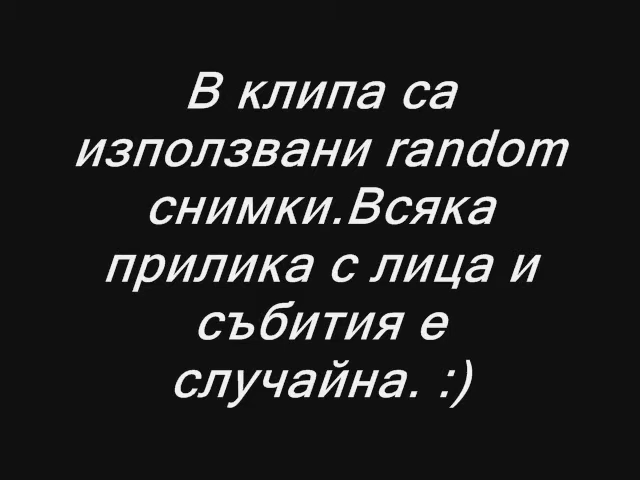 В клипа са
използвани random
снимки.Всяка
прилика с лица и
събития е
случайна. :)